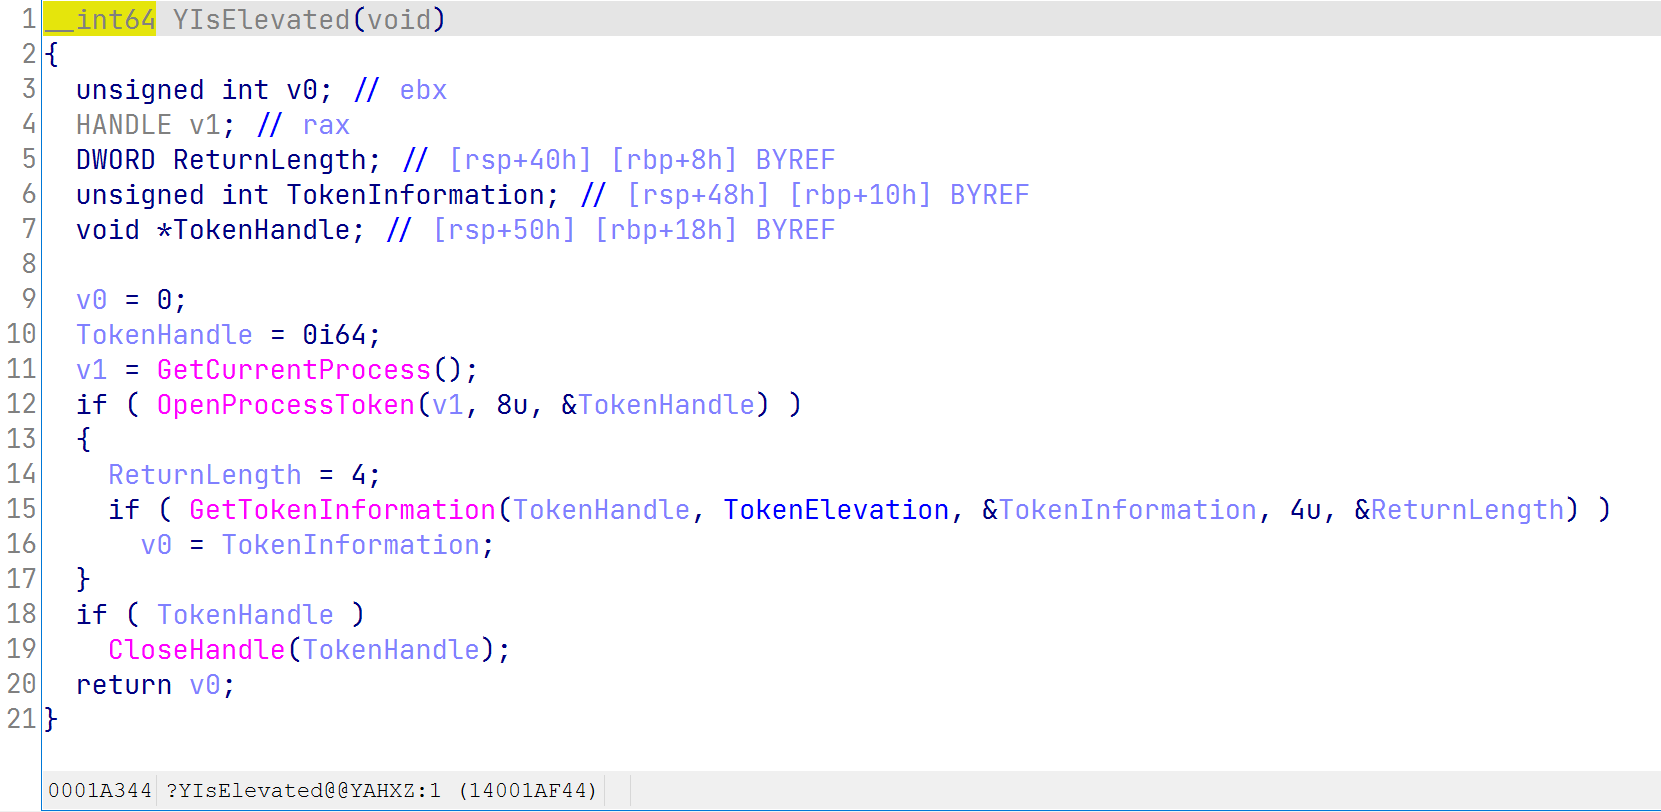 1 __int64 YIsElevated(void)
2 {
3   unsigned int v0; // ebx
4   HANDLE v1; // rax
5   DWORD ReturnLength; // [rsp+40h] [rbp+8h] BYREF
6   unsigned int TokenInformation; // [rsp+48h] [rbp+10h] BYREF
7   void *TokenHandle; // [rsp+50h] [rbp+18h] BYREF
8
9   v0 = 0;
10   TokenHandle = 0i64;
11   v1 = GetCurrentProcess();
12   if ( OpenProcessToken(v1, 8u, &TokenHandle) )
13   {
14     ReturnLength = 4;
15     if ( GetTokenInformation(TokenHandle, TokenElevation, &TokenInformation, 4u, &ReturnLength) )
16       v0 = TokenInformation;
17   }
18   if ( TokenHandle )
19     CloseHandle(TokenHandle);
20   return v0;
21 }
0001A344 ?YIsElevated@@YAHXZ:1 (14001AF44)